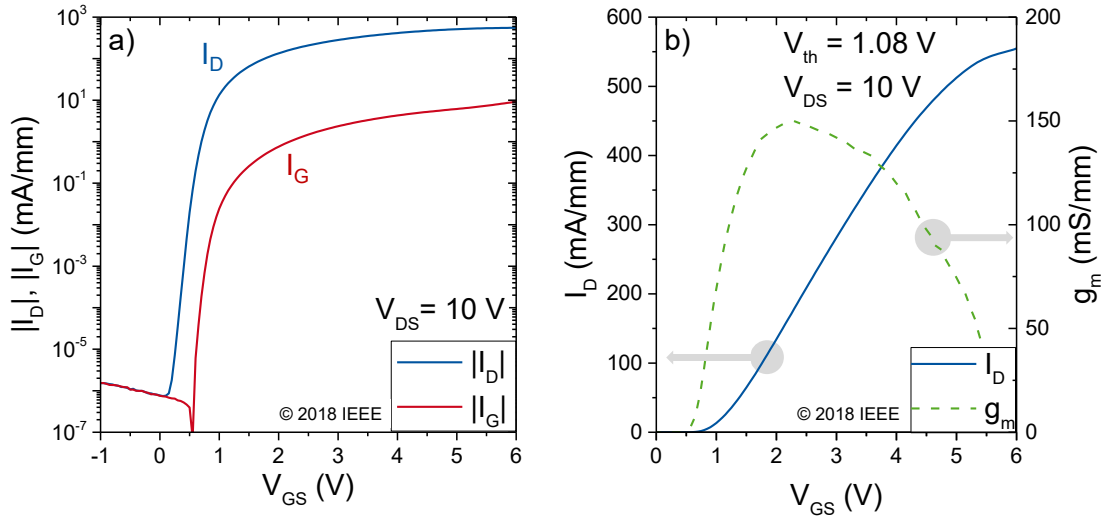 a)
I_D
I_G
V_DS = 10 V
|I_D|
|I_G|
© 2018 IEEE
10^3
10^1
10^-1
10^-3
10^-5
10^-7
-1 0 1 2 3 4 5 6
V_GS (V)
|I_D|, |I_G| (mA/mm)
b)
V_th = 1.08 V
V_DS = 10 V
I_D
g_m
© 2018 IEEE
600
500
400
300
200
100
0
200
150
100
50
0
0 1 2 3 4 5 6
V_GS (V)
I_D (mA/mm)
g_m (mS/mm)